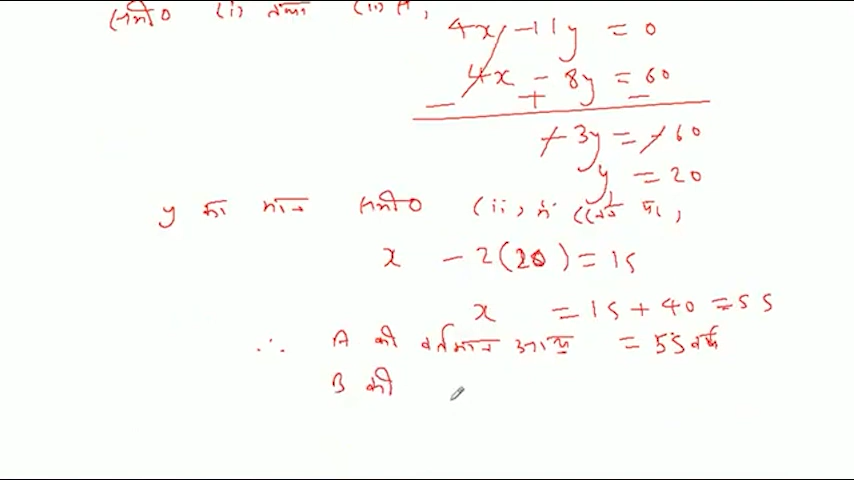 समी० (i) तथा (ii) से,
4x - 11y = 0
4x - 8y = 60
- + -
-3y = -60
y = 20
y का मान समी० (ii) में रखने पर,
x - 2(20) = 15
x = 15 + 40 = 55
∴ A की वर्तमान आयु = 55 वर्ष
B की